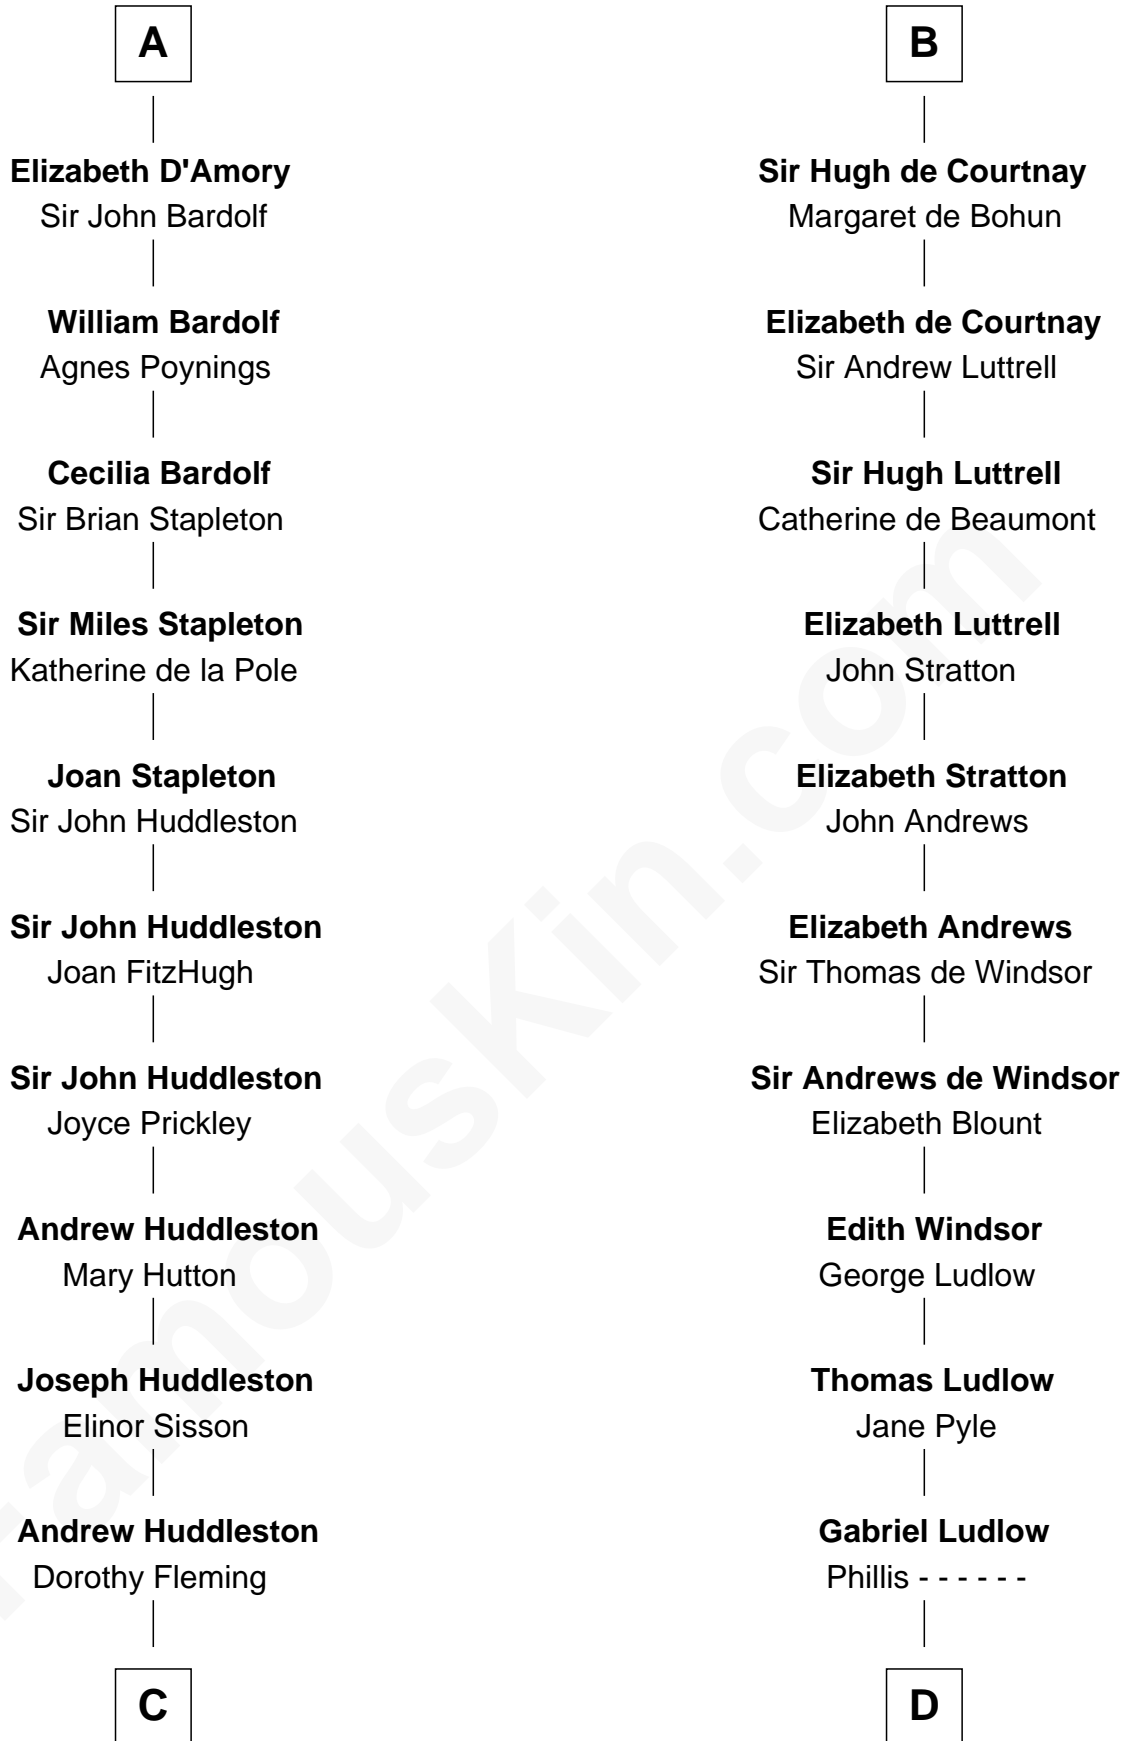 A
Elizabeth D'Amory
Sir John Bardolf
William Bardolf
Agnes Poynings
Cecilia Bardolf
Sir Brian Stapleton
Sir Miles Stapleton
Katherine de la Pole
Joan Stapleton
Sir John Huddleston
Sir John Huddleston
Joan FitzHugh
Sir John Huddleston
Joyce Prickley
Andrew Huddleston
Mary Hutton
Joseph Huddleston
Elinor Sisson
Andrew Huddleston
Dorothy Fleming
C
B
Sir Hugh de Courtnay
Margaret de Bohun
Elizabeth de Courtnay
Sir Andrew Luttrell
Sir Hugh Luttrell
Catherine de Beaumont
Elizabeth Luttrell
John Stratton
Elizabeth Stratton
John Andrews
Elizabeth Andrews
Sir Thomas de Windsor
Sir Andrews de Windsor
Elizabeth Blount
Edith Windsor
George Ludlow
Thomas Ludlow
Jane Pyle
Gabriel Ludlow
Phillis - - - - - -
D
FamousKin.com